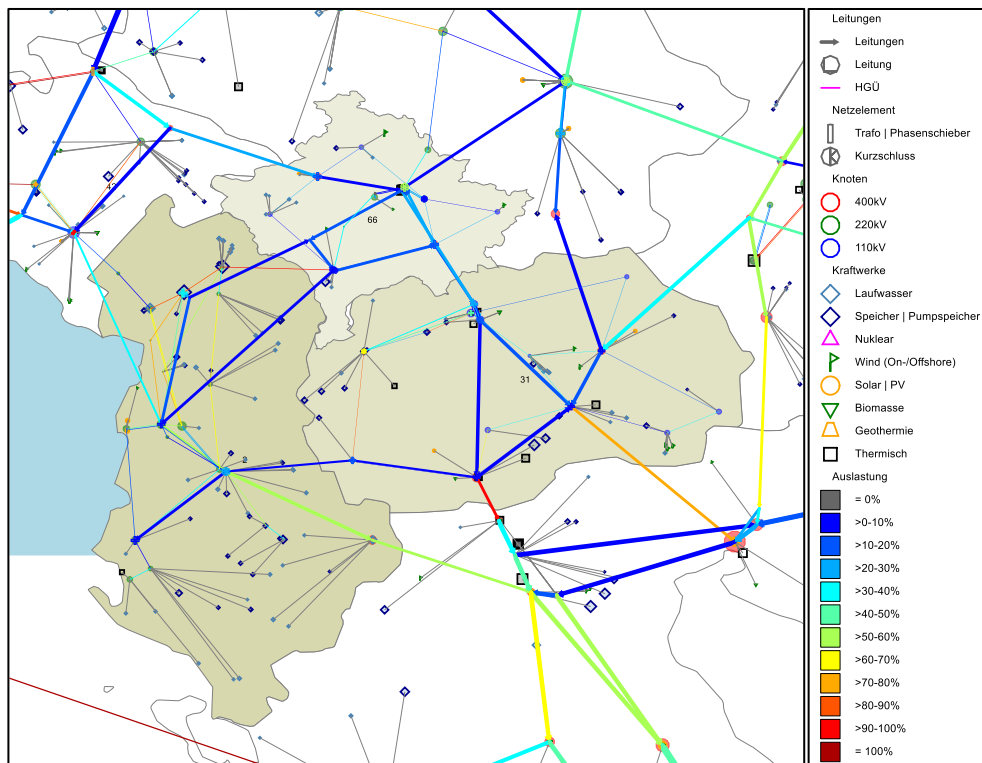 42
66
31
2
Leitungen
Leitungen
Leitung
HGÜ
Netzelement
Trafo | Phasenschieber
Kurzschluss
Knoten
400kV
220kV
110kV
Kraftwerke
Laufwasser
Speicher | Pumpspeicher
Nuklear
Wind (On-/Offshore)
Solar | PV
Biomasse
Geothermie
Thermisch
Auslastung
= 0%
>0-10%
>10-20%
>20-30%
>30-40%
>40-50%
>50-60%
>60-70%
>70-80%
>80-90%
>90-100%
= 100%